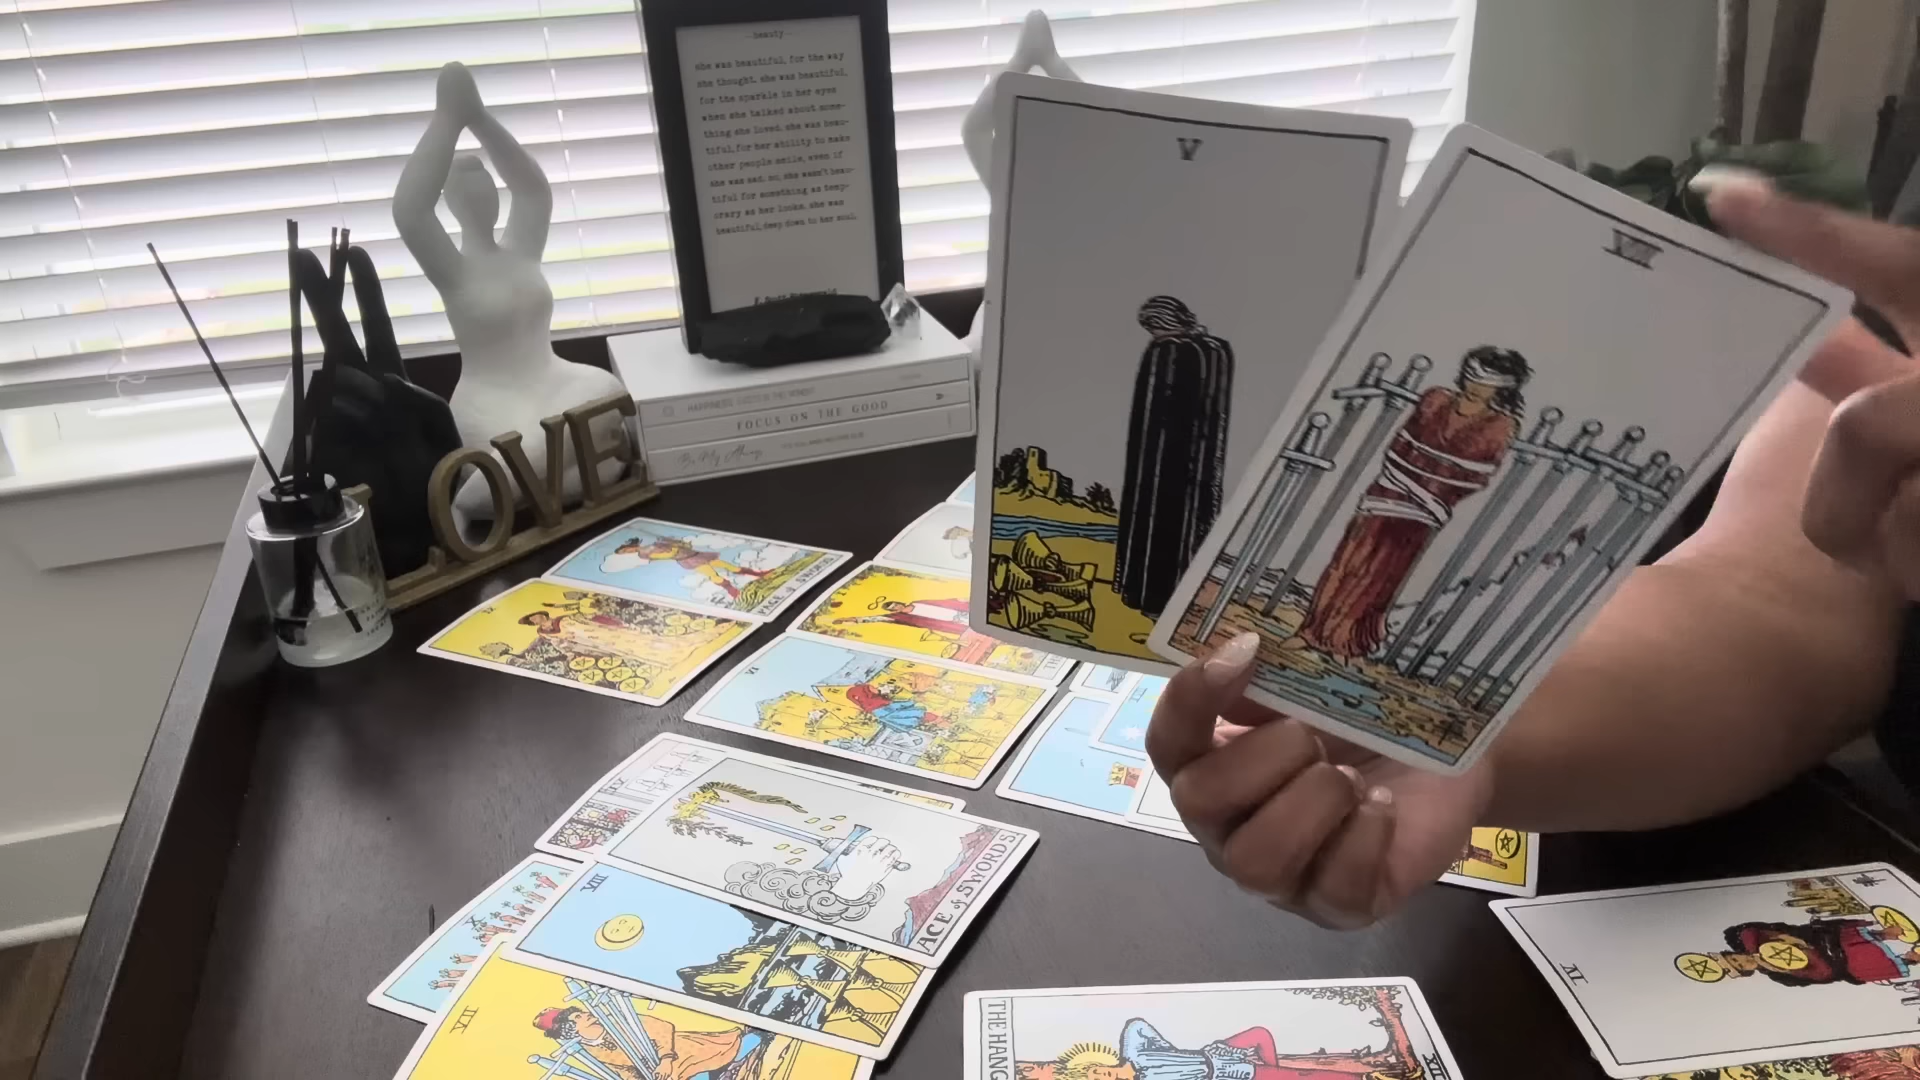 beauty
she was beautiful, for the way
she thought. she was beautiful,
for the sparkle in her eyes
when she talked about some-
thing she loved. she was beau-
tiful, for her ability to make
other people smile, even if
she was sad. no, she wasn't beau-
tiful for something as temp-
orary as her looks. she was
beautiful, deep down to her soul.
V
VIII
LOVE
FOCUS ON THE GOOD
PAGE of SWORDS
IX
VI
ACE of SWORDS
VIII
X
VII
THE HANG
XII
IV